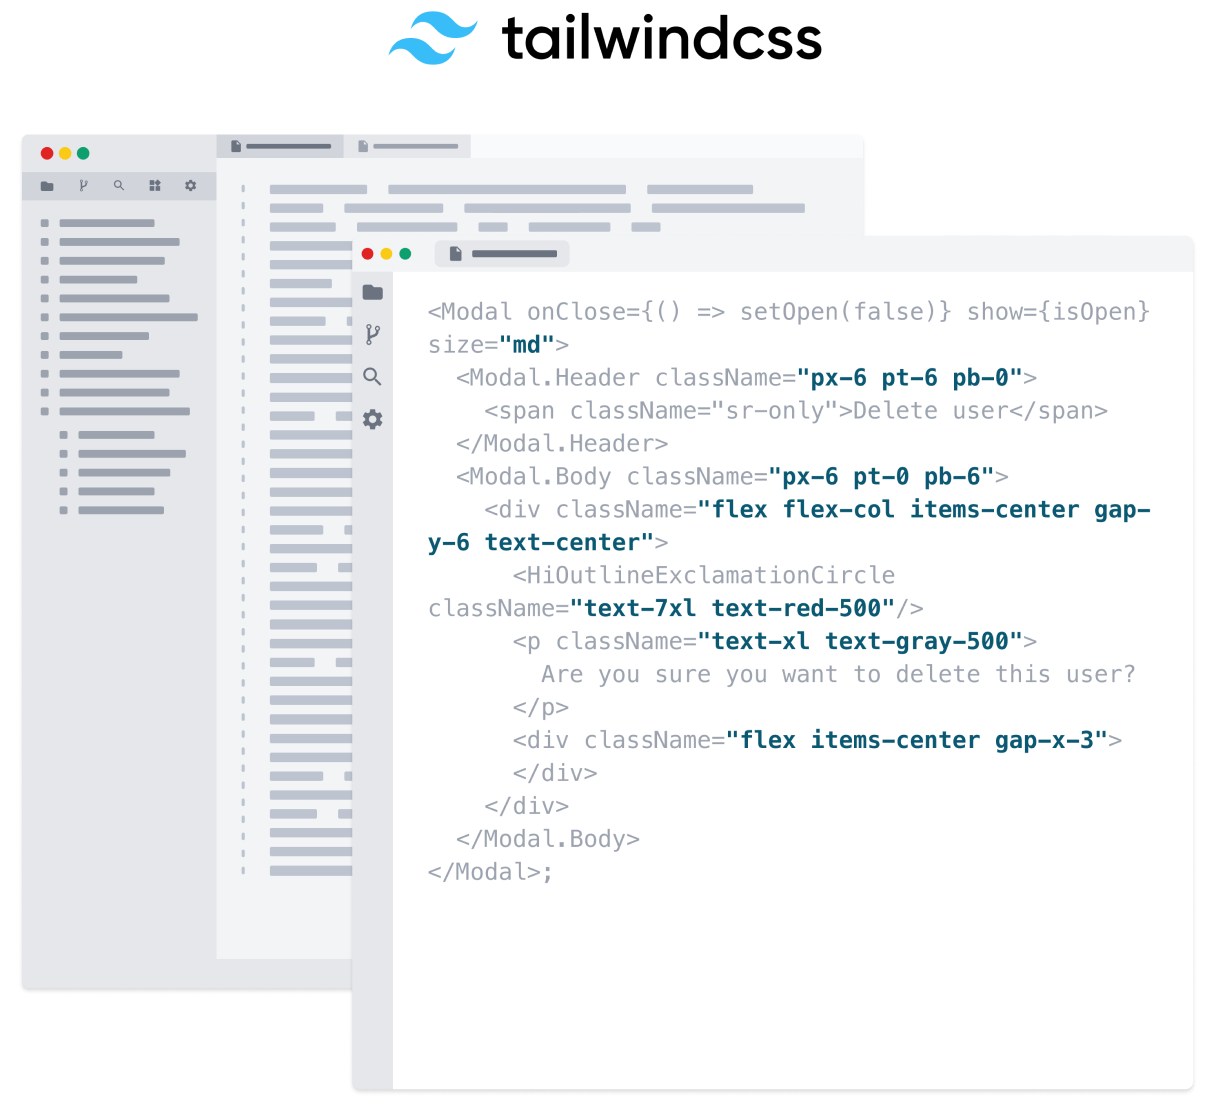 tailwindcss
<Modal onClose={() => setOpen(false)} show={isOpen}
size="md">
<Modal.Header className="px-6 pt-6 pb-0">
<span className="sr-only">Delete user</span>
</Modal.Header>
<Modal.Body className="px-6 pt-0 pb-6">
<div className="flex flex-col items-center gap-
y-6 text-center">
<HiOutlineExclamationCircle
className="text-7xl text-red-500"/>
<p className="text-xl text-gray-500">
Are you sure you want to delete this user?
</p>
<div className="flex items-center gap-x-3">
</div>
</div>
</Modal.Body>
</Modal>;